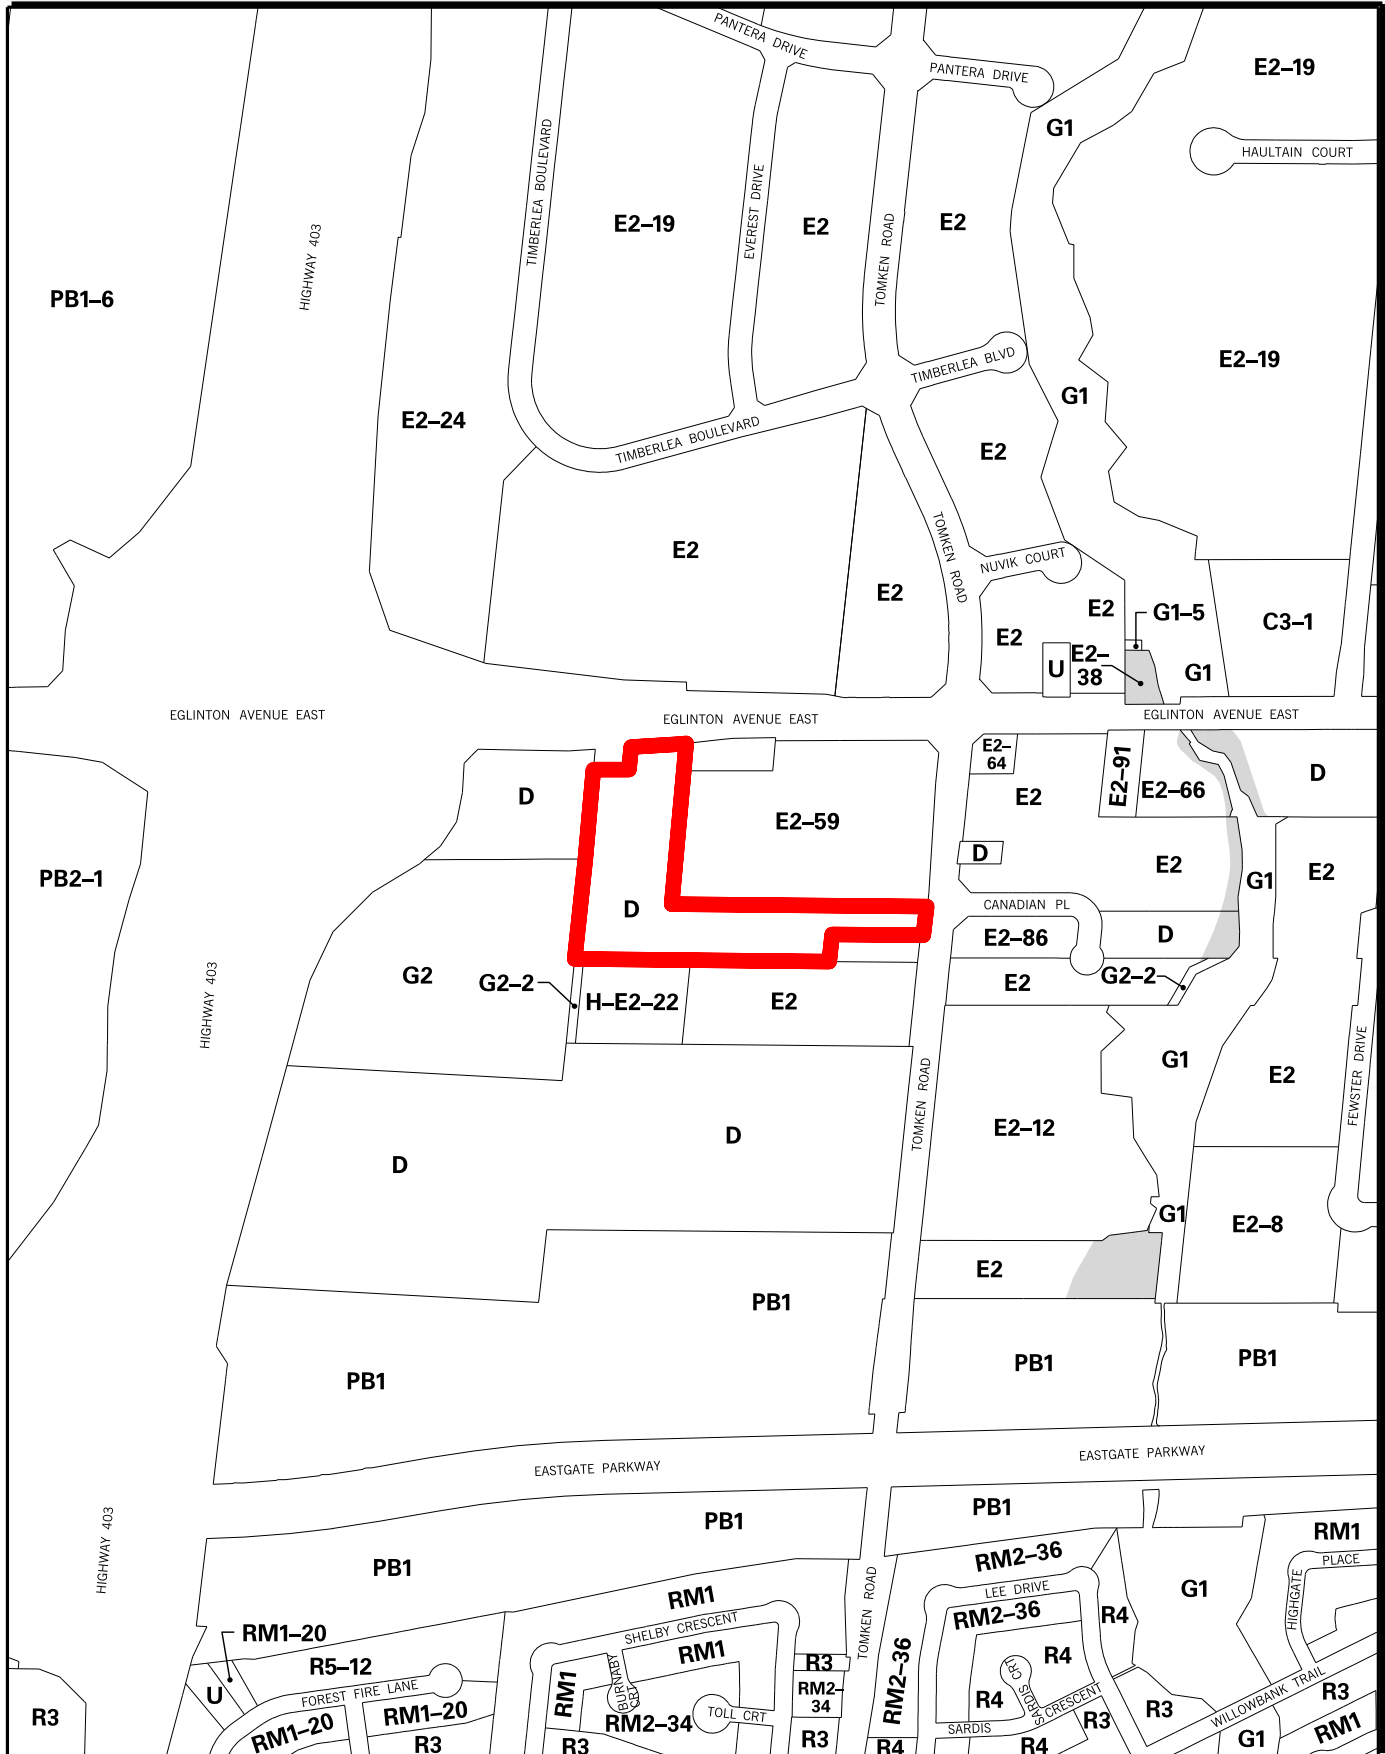 PANTERA DRIVE
PANTERA DRIVE
E2–19
G1
HAULTAIN COURT
TIMBERLEA BOULEVARD
EVEREST DRIVE
E2–19
E2
TOMKEN ROAD
E2
HIGHWAY 403
PB1–6
TIMBERLEA BLVD
E2–19
G1
E2–24
TIMBERLEA BOULEVARD
E2
TOMKEN ROAD
E2
NUVIK COURT
E2
E2
G1–5
C3–1
E2
U
E2–
38
G1
EGLINTON AVENUE EAST
EGLINTON AVENUE EAST
EGLINTON AVENUE EAST
E2–
64
E2–91
E2–66
D
D
E2
E2–59
D
E2
G1
E2
PB2–1
D
CANADIAN PL
E2–86
D
G2
G2–2
H–E2–22
E2
E2
G2–2
HIGHWAY 403
G1
E2
FEWSTER DRIVE
TOMKEN ROAD
D
D
E2–12
G1
E2–8
E2
PB1
PB1
PB1
PB1
EASTGATE PARKWAY
EASTGATE PARKWAY
HIGHWAY 403
PB1
PB1
PB1
RM1
PLACE
HIGHGATE
RM2–36
LEE DRIVE
G1
RM1
TOMKEN ROAD
RM2–36
R4
SHELBY CRESCENT
RM1–20
RM1
R4
R3
R5–12
RM1
BURNABY
CRT
RM2–36
SARDIS CRT
R4
U
FOREST FIRE LANE
RM2–
34
SARDIS CRESCENT
R3
R3
WILLOWBANK TRAIL
R3
R3
RM1–20
RM1–20
RM2–34
TOLL CRT
R3
R3
R3
R4
R4
G1
RM1